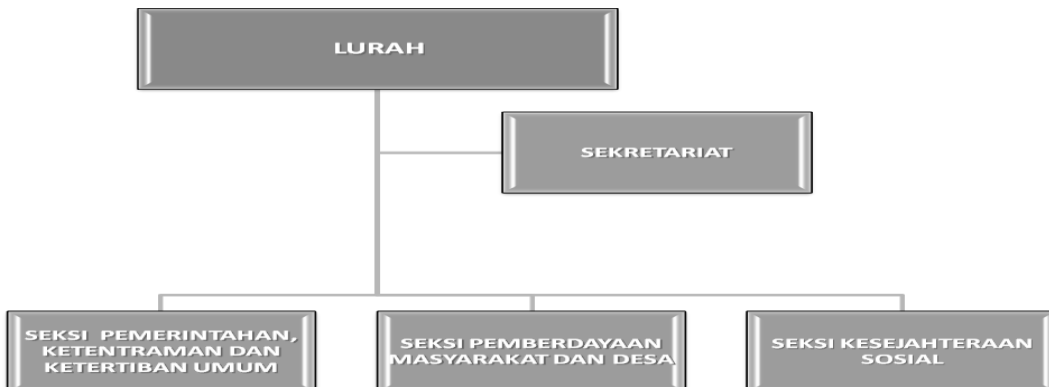 LURAH
SEKRETARIAT
SEKSI PEMERINTAHAN,
KETENTRAMAN DAN
KETERTIBAN UMUM
SEKSI PEMBERDAYAAN
MASYARAKAT DAN DESA
SEKSI KESEJAHTERAAN
SOSIAL